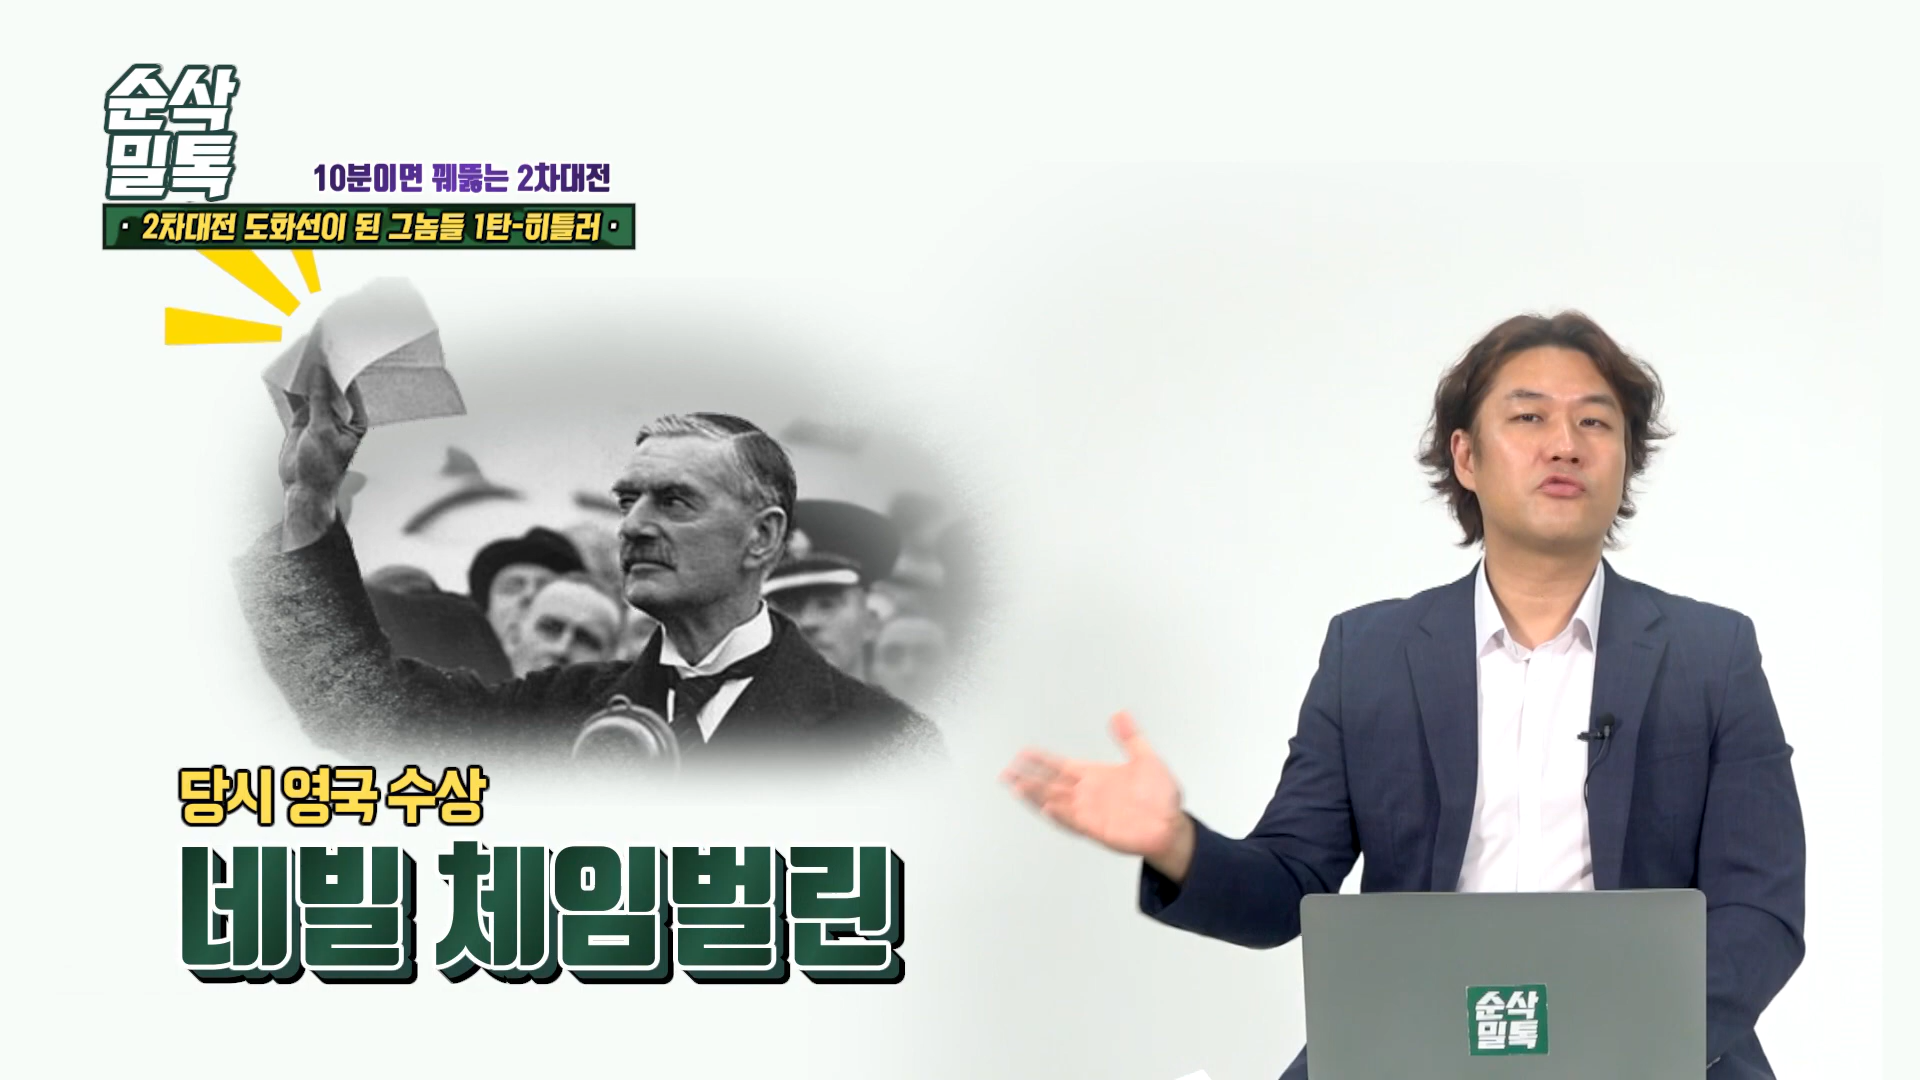 순삭
밀톡
10분이면 꿰뚫는 2차대전
· 2차대전 도화선이 된 그놈들 1탄-히틀러 ·
당시 영국 수상
네빌 체임벌린
순삭
밀톡